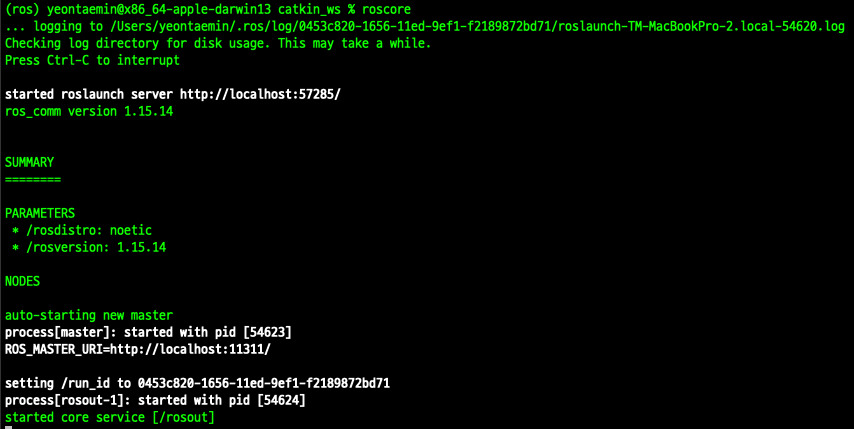 (ros) yeontaemin@x86_64-apple-darwin13 catkin_ws % roscore
... logging to /Users/yeontaemin/.ros/log/0453c820-1656-11ed-9ef1-f2189872bd71/roslaunch-TM-MacBookPro-2.local-54620.log
Checking log directory for disk usage. This may take a while.
Press Ctrl-C to interrupt
started roslaunch server http://localhost:57285/
ros_comm version 1.15.14
SUMMARY
========
PARAMETERS
* /rosdistro: noetic
* /rosversion: 1.15.14
NODES
auto-starting new master
process[master]: started with pid [54623]
ROS_MASTER_URI=http://localhost:11311/
setting /run_id to 0453c820-1656-11ed-9ef1-f2189872bd71
process[rosout-1]: started with pid [54624]
started core service [/rosout]